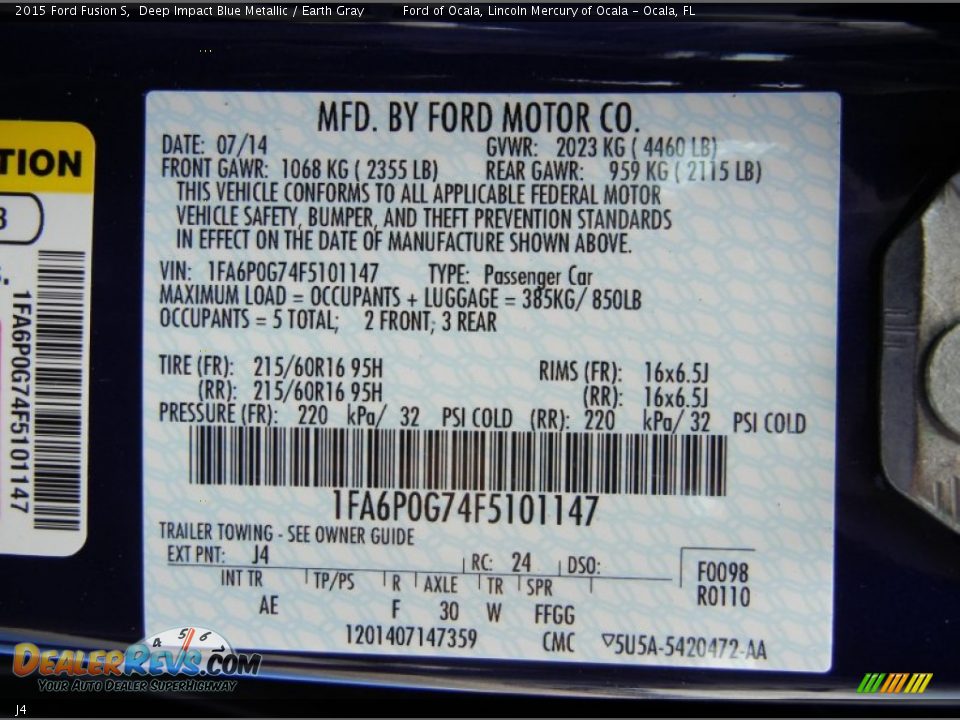 2015 Ford Fusion S,  Deep Impact Blue Metallic / Earth Gray     Ford of Ocala, Lincoln Mercury of Ocala - Ocala, FL
MFD. BY FORD MOTOR CO.
DATE: 07/14     GVWR: 2023 KG ( 4460 LB)
FRONT GAWR: 1068 KG ( 2355 LB)     REAR GAWR: 959 KG ( 2115 LB)
THIS VEHICLE CONFORMS TO ALL APPLICABLE FEDERAL MOTOR
VEHICLE SAFETY, BUMPER, AND THEFT PREVENTION STANDARDS
IN EFFECT ON THE DATE OF MANUFACTURE SHOWN ABOVE.
VIN: 1FA6P0G74F5101147     TYPE: Passenger Car
MAXIMUM LOAD = OCCUPANTS + LUGGAGE = 385KG/ 850LB
OCCUPANTS = 5 TOTAL;   2 FRONT; 3 REAR
TIRE (FR): 215/60R16 95H     RIMS (FR): 16x6.5J
(RR): 215/60R16 95H     (RR): 16x6.5J
PRESSURE (FR): 220 kPa/ 32 PSI COLD (RR): 220 kPa/ 32 PSI COLD
1FA6P0G74F5101147
TRAILER TOWING - SEE OWNER GUIDE
EXT PNT: J4     RC: 24     DSO:
INT TR   TP/PS   R   AXLE   TR   SPR
F0098
R0110
AE   F   30   W   FFGG
1201407147359   CMC   ▽5U5A-5420472-AA
TION
3
S.
1FA6P0G74F5101147
4 5 6
DealerRevs.com
Your Auto Dealer SuperHighway
J4